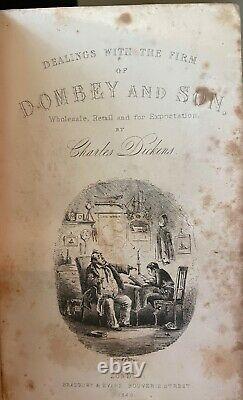 DEALINGS WITH THE FIRM
OF
DOMBEY AND SON,
Wholesale, Retail and for Exportation.
BY
Charles Dickens.
LONDON
BRADBURY & EVANS BOUVERIE STREET